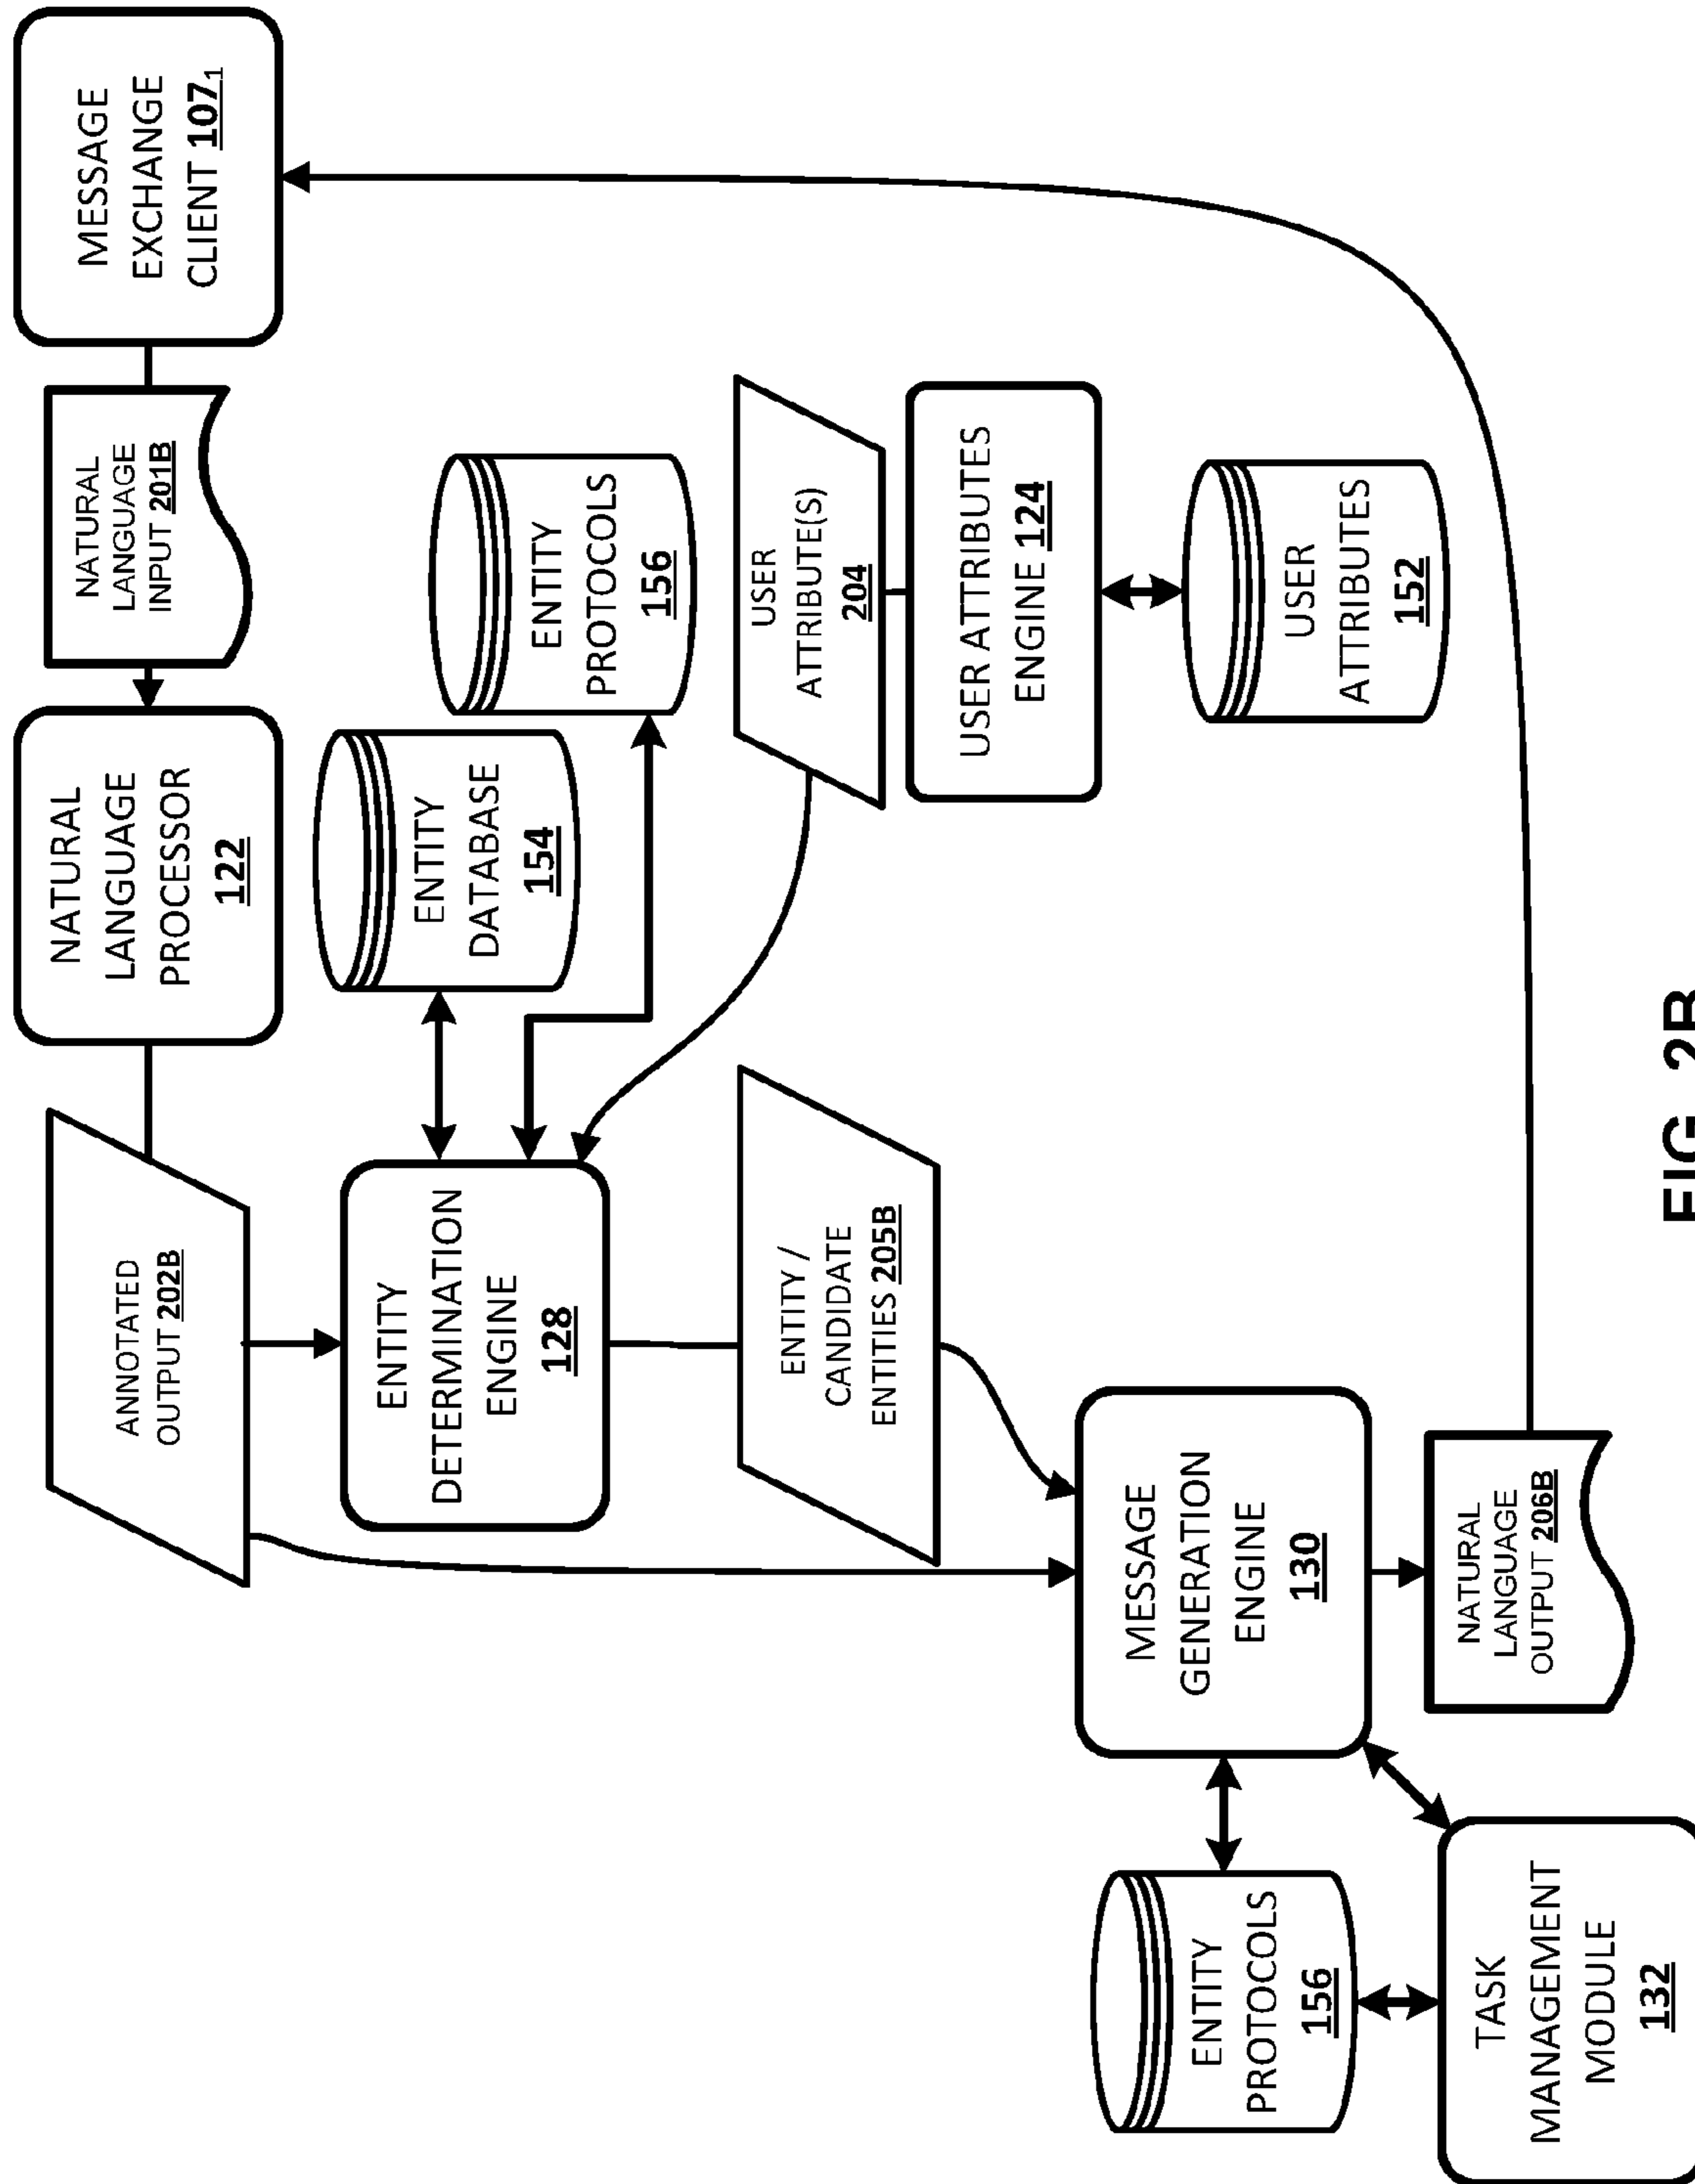 ANNOTATED
OUTPUT 202B
NATURAL
LANGUAGE
PROCESSOR
122
NATURAL
LANGUAGE
INPUT 201B
MESSAGE
EXCHANGE
CLIENT 107₁
ENTITY
DETERMINATION
ENGINE
128
ENTITY
DATABASE
154
ENTITY
PROTOCOLS
156
ENTITY /
CANDIDATE
ENTITIES 205B
USER
ATTRIBUTE(S)
204
USER ATTRIBUTES
ENGINE 124
USER
ATTRIBUTES
152
ENTITY
PROTOCOLS
156
MESSAGE
GENERATION
ENGINE
130
TASK
MANAGEMENT
MODULE
132
NATURAL
LANGUAGE
OUTPUT 206B
FIG. 2B